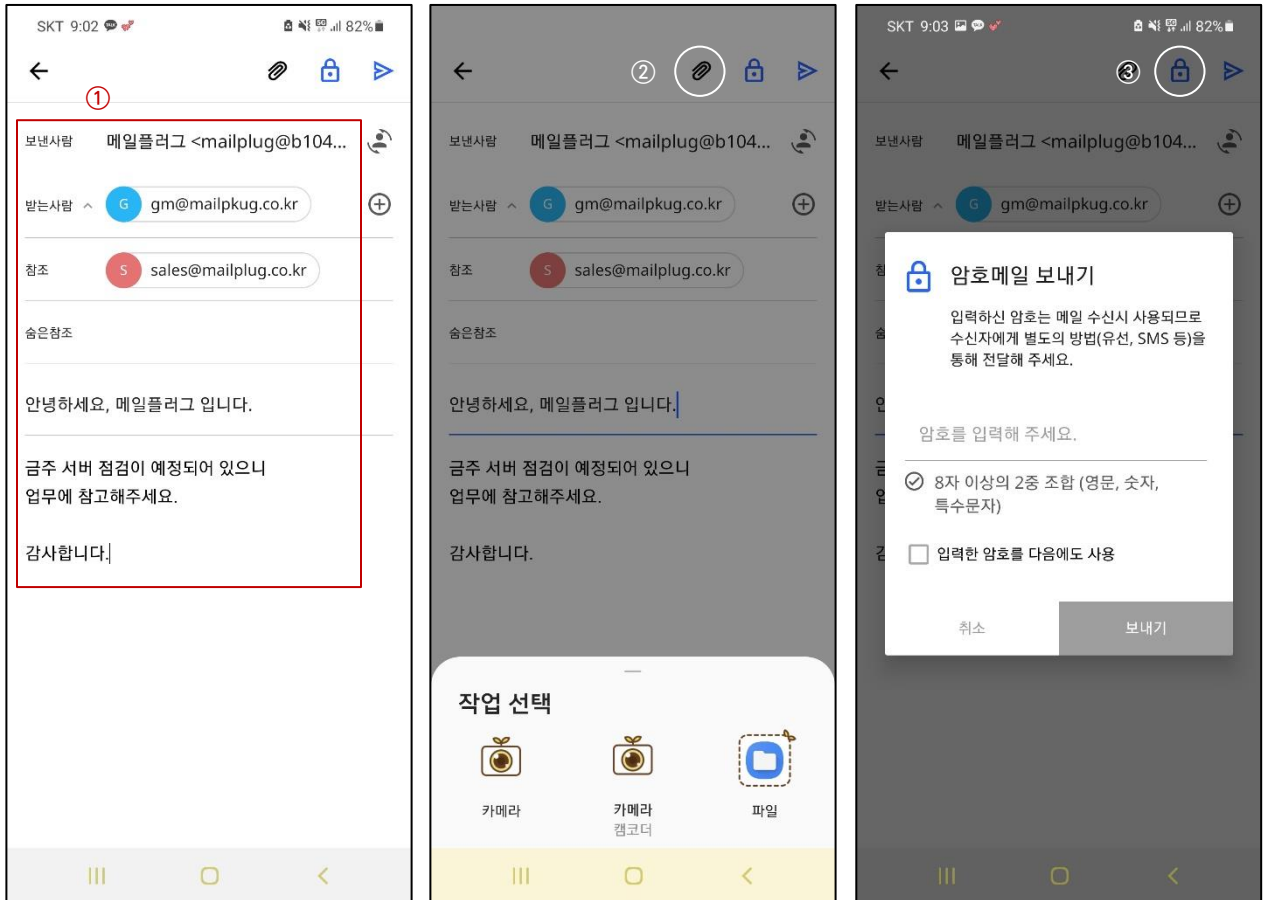 SKT 9:02
82%
①
보낸사람 메일플러그 <mailplug@b104...
받는사람 G gm@mailpkug.co.kr
참조 S sales@mailplug.co.kr
숨은참조
안녕하세요, 메일플러그 입니다.
금주 서버 점검이 예정되어 있으니
업무에 참고해주세요.
감사합니다.
②
보낸사람 메일플러그 <mailplug@b104...
받는사람 G gm@mailpkug.co.kr
참조 S sales@mailplug.co.kr
숨은참조
안녕하세요, 메일플러그 입니다.
금주 서버 점검이 예정되어 있으니
업무에 참고해주세요.
감사합니다.
작업 선택
카메라
카메라
캠코더
파일
SKT 9:03
82%
③
보낸사람 메일플러그 <mailplug@b104...
받는사람 G gm@mailpkug.co.kr
암호메일 보내기
입력하신 암호는 메일 수신시 사용되므로
수신자에게 별도의 방법(유선, SMS 등)을
통해 전달해 주세요.
암호를 입력해 주세요.
8자 이상의 2중 조합 (영문, 숫자,
특수문자)
입력한 암호를 다음에도 사용
취소 보내기